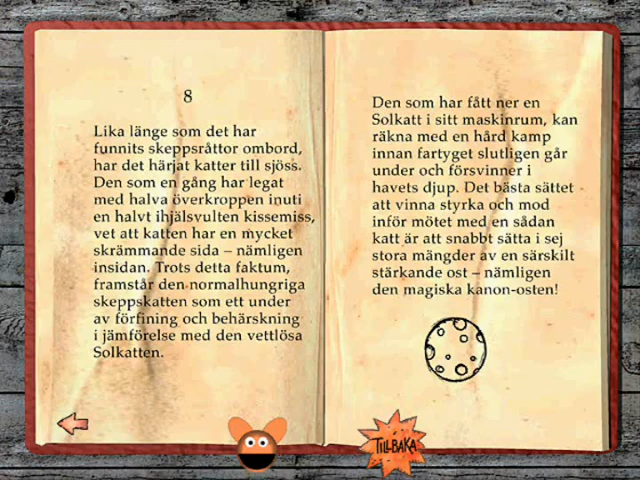 8
Lika länge som det har
funnits skeppsråttor ombord,
har det härjat katter till sjöss.
Den som en gång har legat
med halva överkroppen inuti
en halvt ihjälsvulten kissemiss,
vet att katten har en mycket
skrämmande sida – nämligen
insidan. Trots detta faktum,
framstår den normalhungriga
skeppskatten som ett under
av förfining och behärskning
i jämförelse med den vettlösa
Solkatten.
Den som har fått ner en
Solkatt i sitt maskinrum, kan
räkna med en hård kamp
innan fartyget slutligen går
under och försvinner i
havets djup. Det bästa sättet
att vinna styrka och mod
inför mötet med en sådan
katt är att snabbt sätta i sej
stora mängder av en särskilt
stärkande ost – nämligen
den magiska kanon-osten!
TILLBAKA